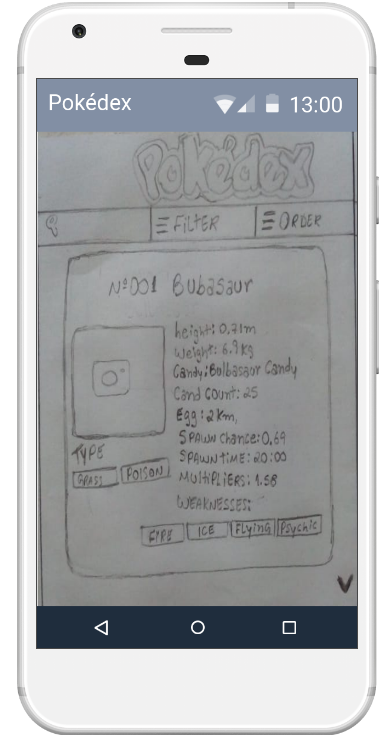 Pokédex 13:00
Pokédex
FILTER
ORDER
Nº001 Bubasaur
height: 0.71m
Weight: 6.9kg
Candy: Bolbasaur Candy
Cand Count: 25
Egg: 2km,
SPAWN Chance: 0,69
SPAWN TIME: 20:00
MULTIPLIERS: 1.58
WEAKNESSES:
TYPE
GRASS POISON
FIRE ICE FLYING Psychic